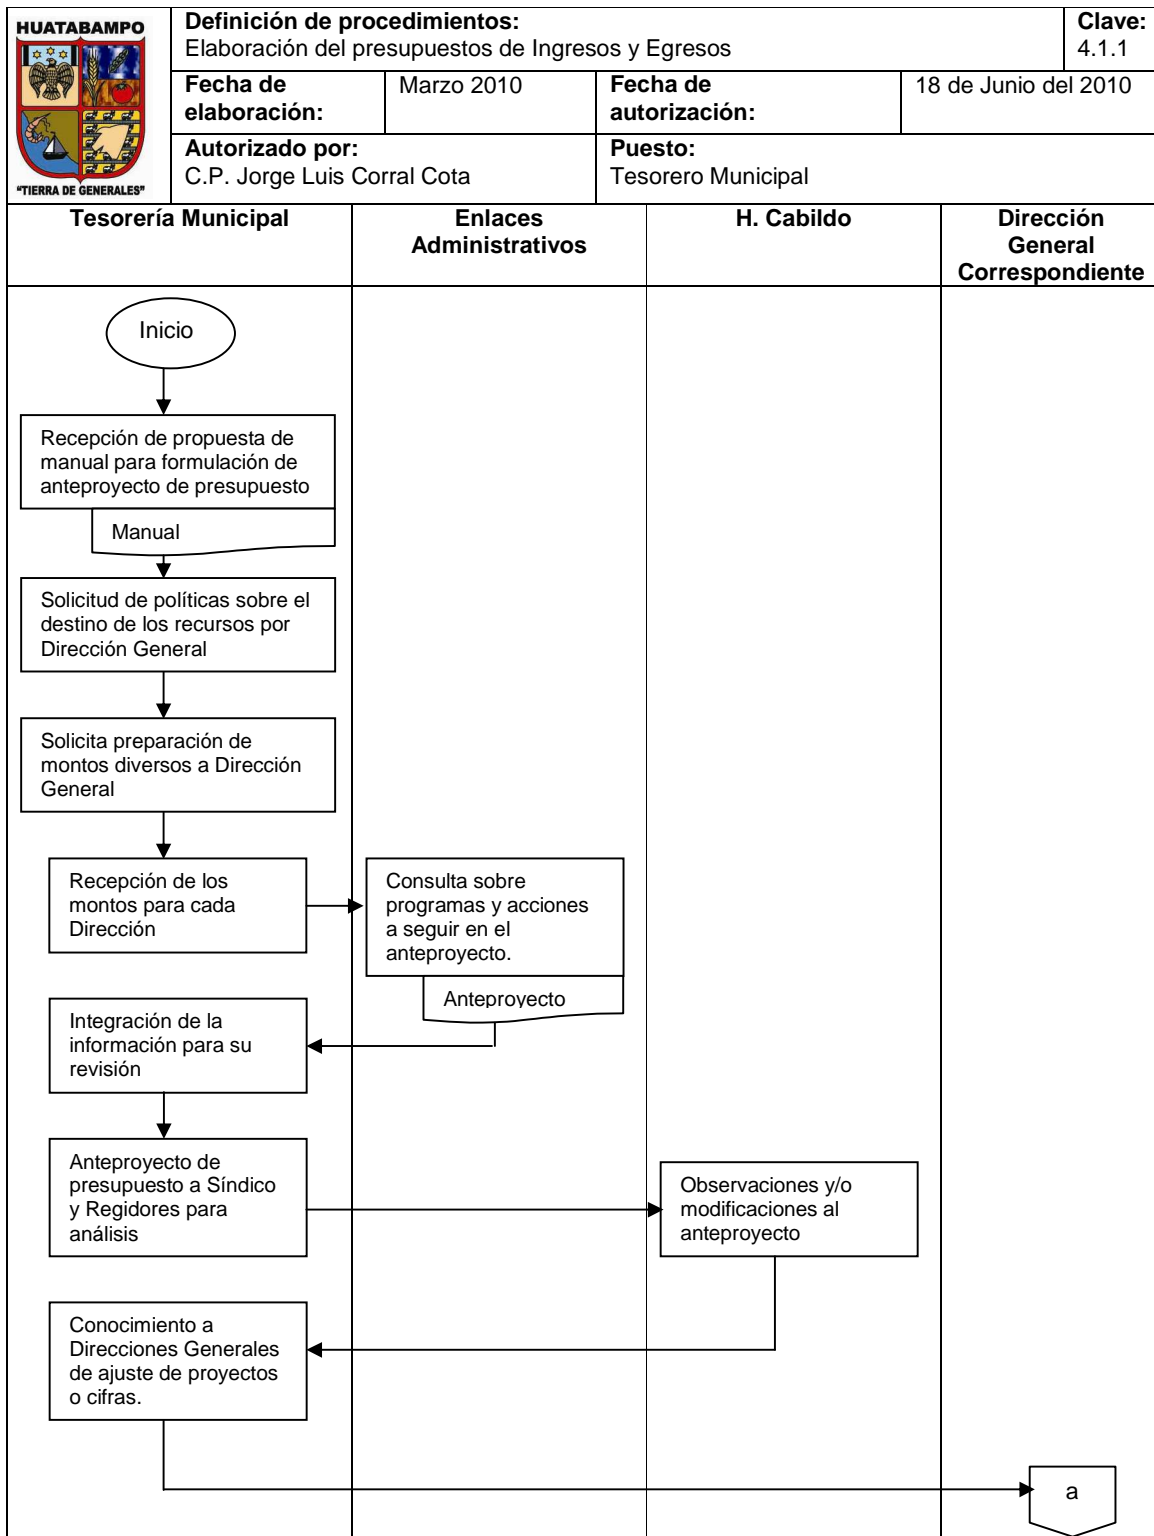 HUATABAMPO
"TIERRA DE GENERALES"
Definición de procedimientos:
Elaboración del presupuestos de Ingresos y Egresos
Clave:
4.1.1
Fecha de
elaboración:
Marzo 2010
Fecha de
autorización:
18 de Junio del 2010
Autorizado por:
C.P. Jorge Luis Corral Cota
Puesto:
Tesorero Municipal
Tesorería Municipal
Enlaces
Administrativos
H. Cabildo
Dirección
General
Correspondiente
Inicio
Recepción de propuesta de
manual para formulación de
anteproyecto de presupuesto
Manual
Solicitud de políticas sobre el
destino de los recursos por
Dirección General
Solicita preparación de
montos diversos a Dirección
General
Recepción de los
montos para cada
Dirección
Consulta sobre
programas y acciones
a seguir en el
anteproyecto.
Anteproyecto
Integración de la
información para su
revisión
Anteproyecto de
presupuesto a Síndico
y Regidores para
análisis
Observaciones y/o
modificaciones al
anteproyecto
Conocimiento a
Direcciones Generales
de ajuste de proyectos
o cifras.
a